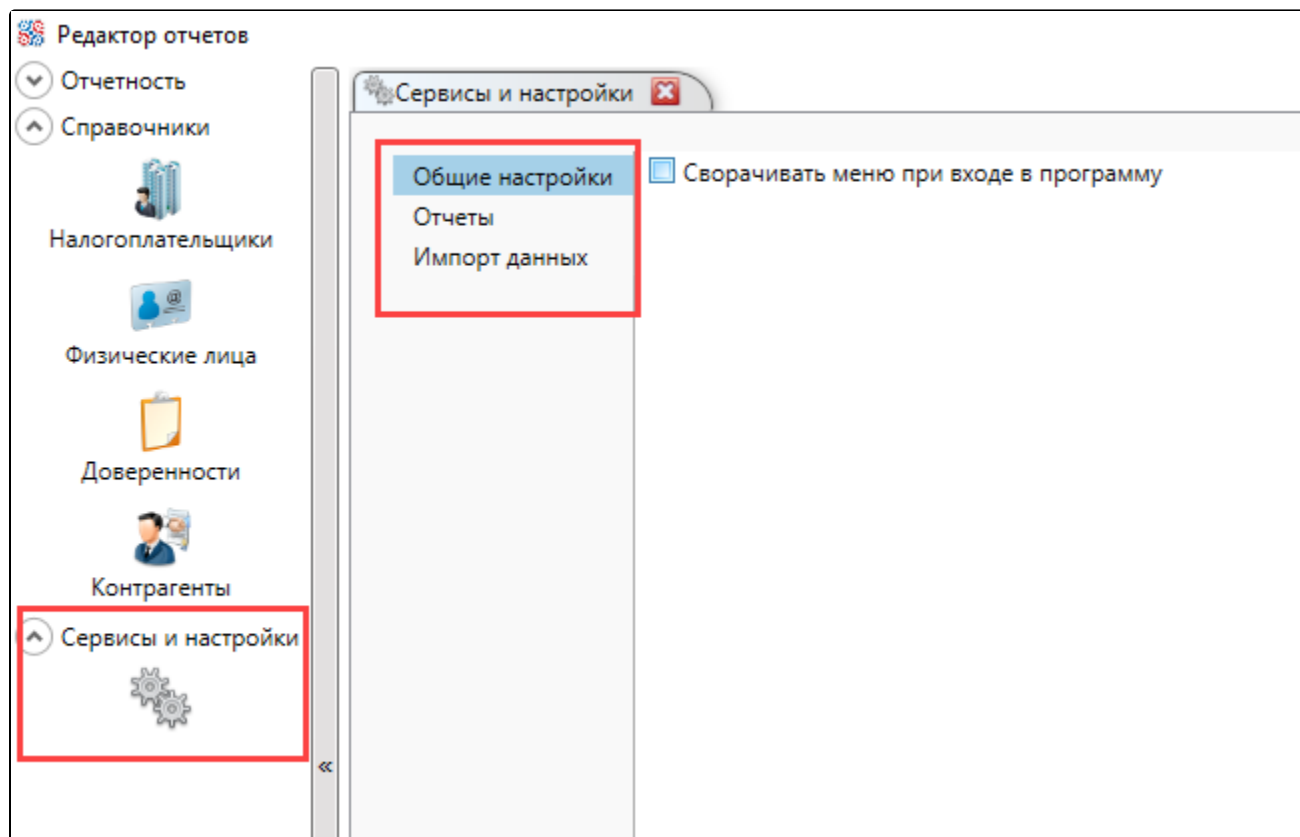 Редактор отчетов
Отчетность
Справочники
Налогоплательщики
Физические лица
Доверенности
Контрагенты
Сервисы и настройки
«
Сервисы и настройки
Общие настройки
Отчеты
Импорт данных
Сворачивать меню при входе в программу